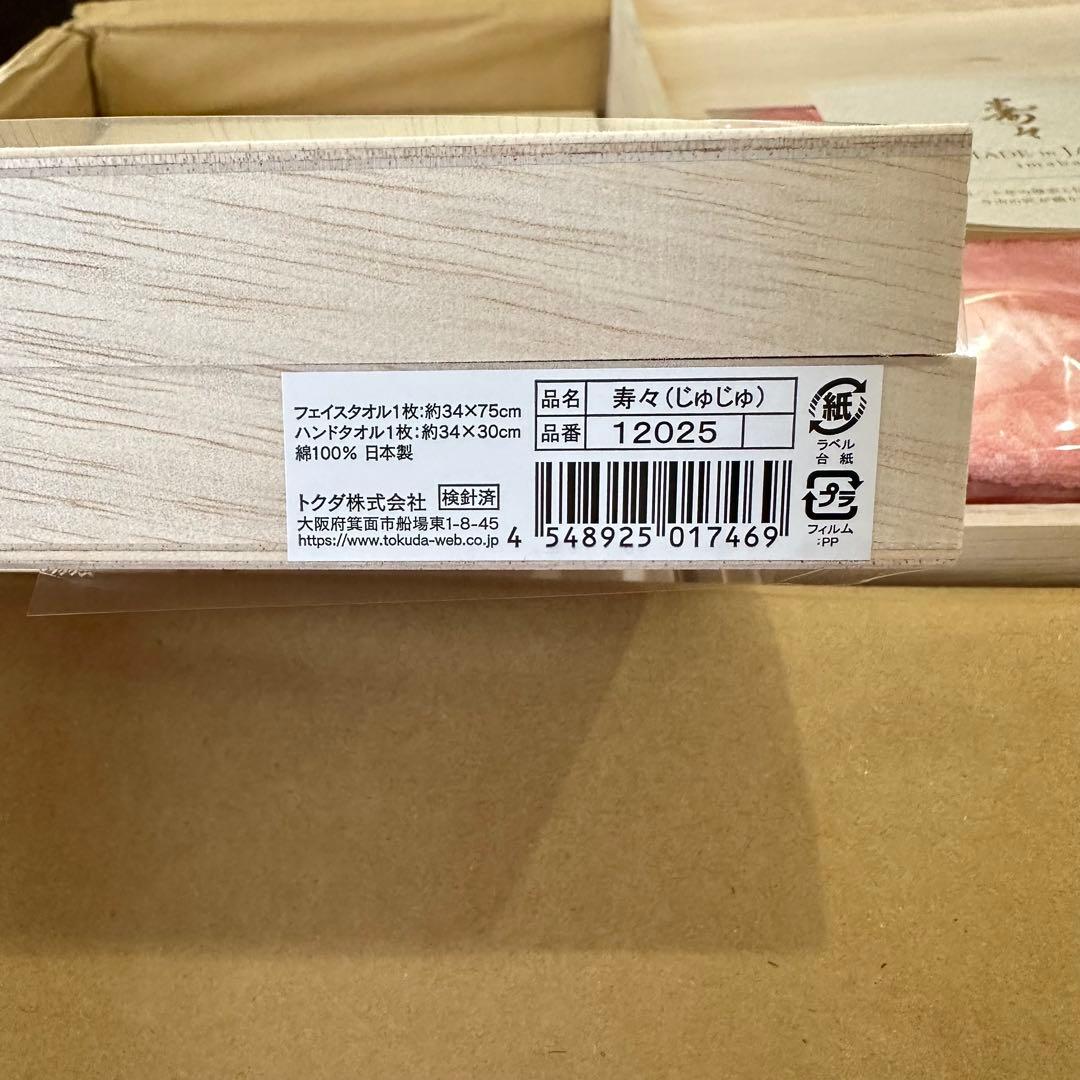 フェイスタオル1枚:約34×75cm
ハンドタオル1枚:約34×30cm
綿100% 日本製
トクダ株式会社 検針済
大阪府箕面市船場東1-8-45
https://www.tokuda-web.co.jp
品名 寿々(じゅじゅ)
品番 12025
4 548925 017469
紙
ラベル
台紙
プラ
フィルム
:PP
寿々